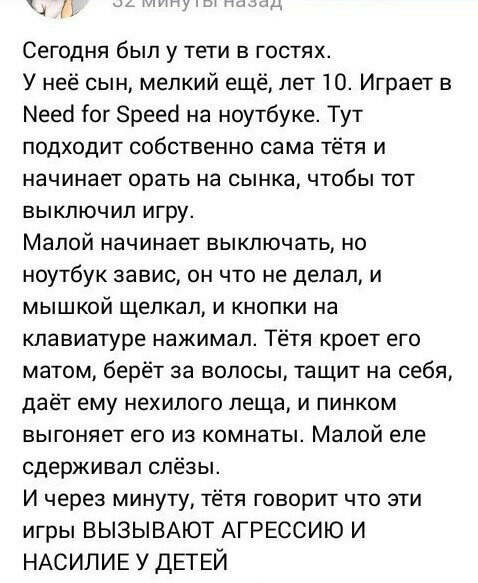 32 минуты назад
Сегодня был у тети в гостях.
У неё сын, мелкий ещё, лет 10. Играет в
Need for Speed на ноутбуке. Тут
подходит собственно сама тётя и
начинает орать на сынка, чтобы тот
выключил игру.
Малой начинает выключать, но
ноутбук завис, он что не делал, и
мышкой щелкал, и кнопки на
клавиатуре нажимал. Тётя кроет его
матом, берёт за волосы, тащит на себя,
даёт ему нехилого леща, и пинком
выгоняет его из комнаты. Малой еле
сдерживал слёзы.
И через минуту, тётя говорит что эти
игры ВЫЗЫВАЮТ АГРЕССИЮ И
НАСИЛИЕ У ДЕТЕЙ